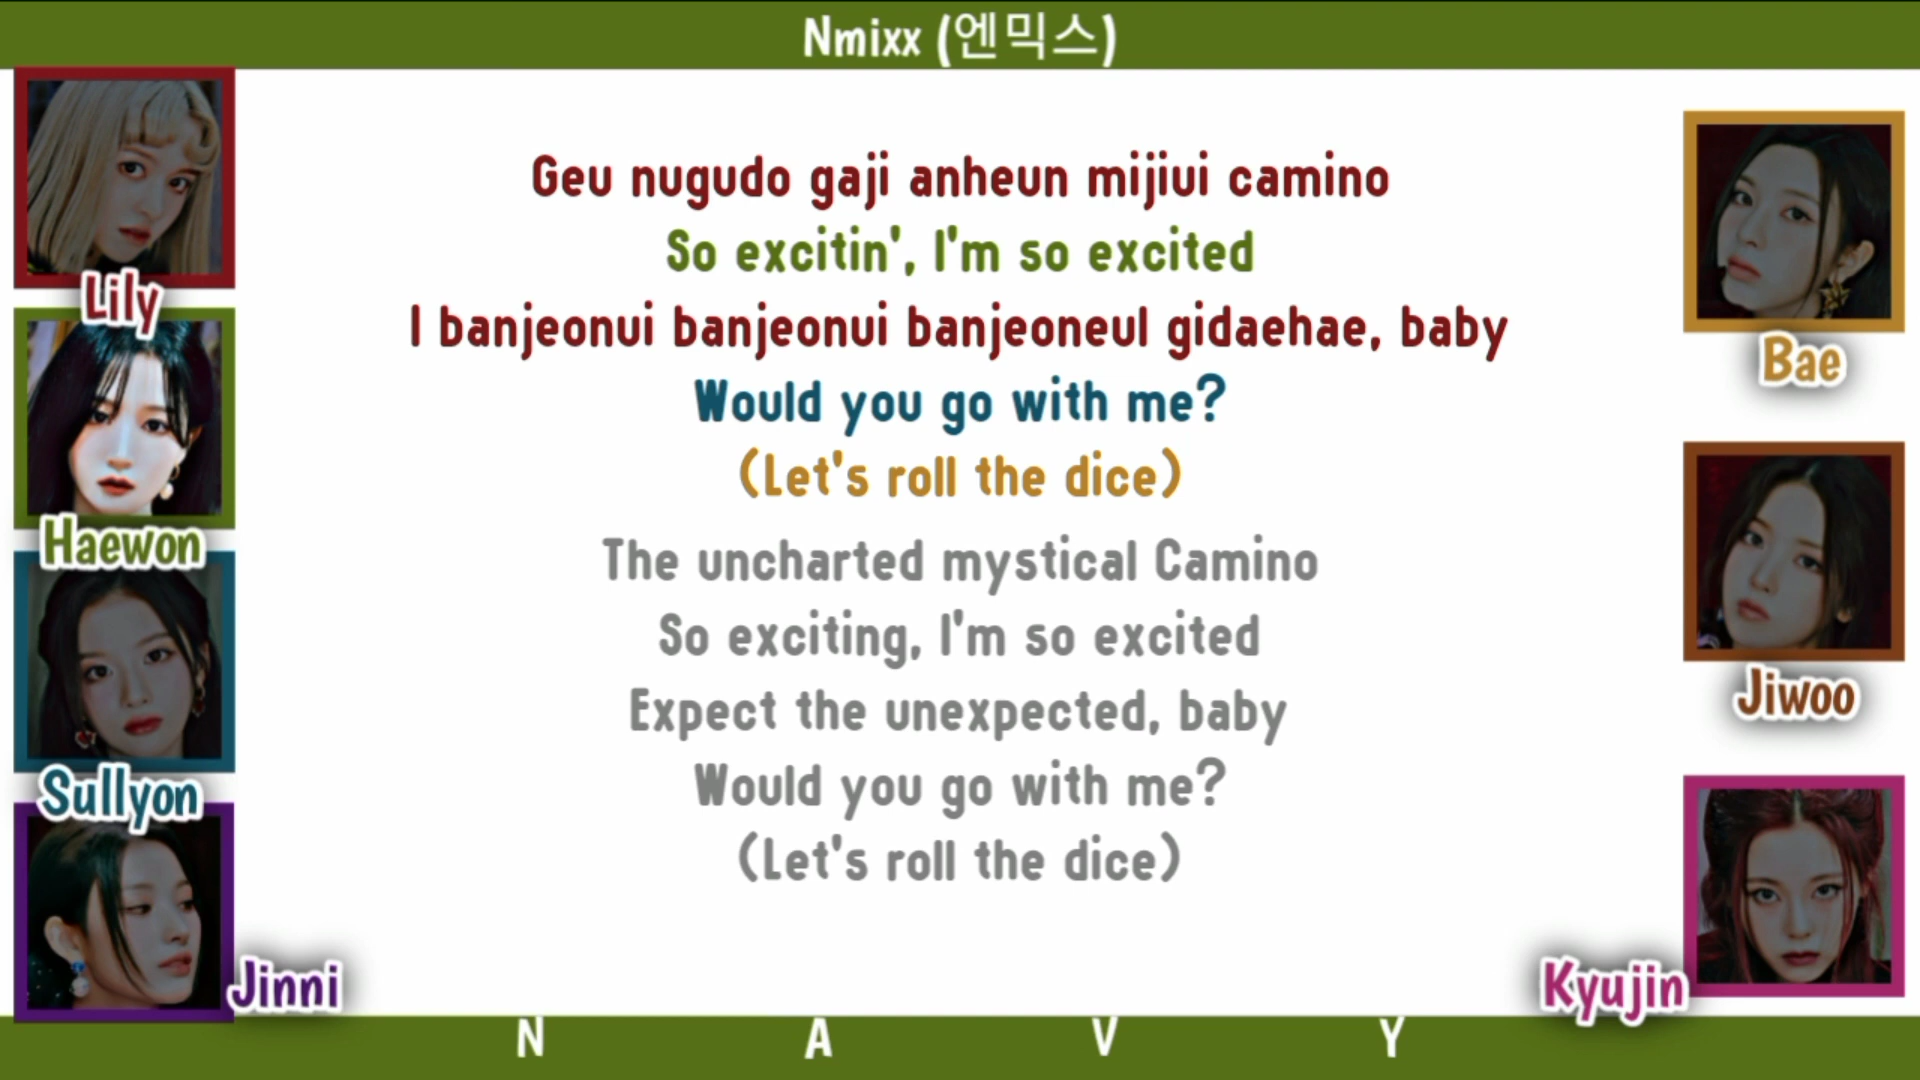 Nmixx (엔믹스)
Lily
Haewon
Sullyon
Jinni
Geu nugudo gaji anheun mijiui camino
So excitin', I'm so excited
I banjeonui banjeonui banjeoneul gidaehae, baby
Would you go with me?
(Let's roll the dice)
The uncharted mystical Camino
So exciting, I'm so excited
Expect the unexpected, baby
Would you go with me?
(Let's roll the dice)
Bae
Jiwoo
Kyujin
N A V Y